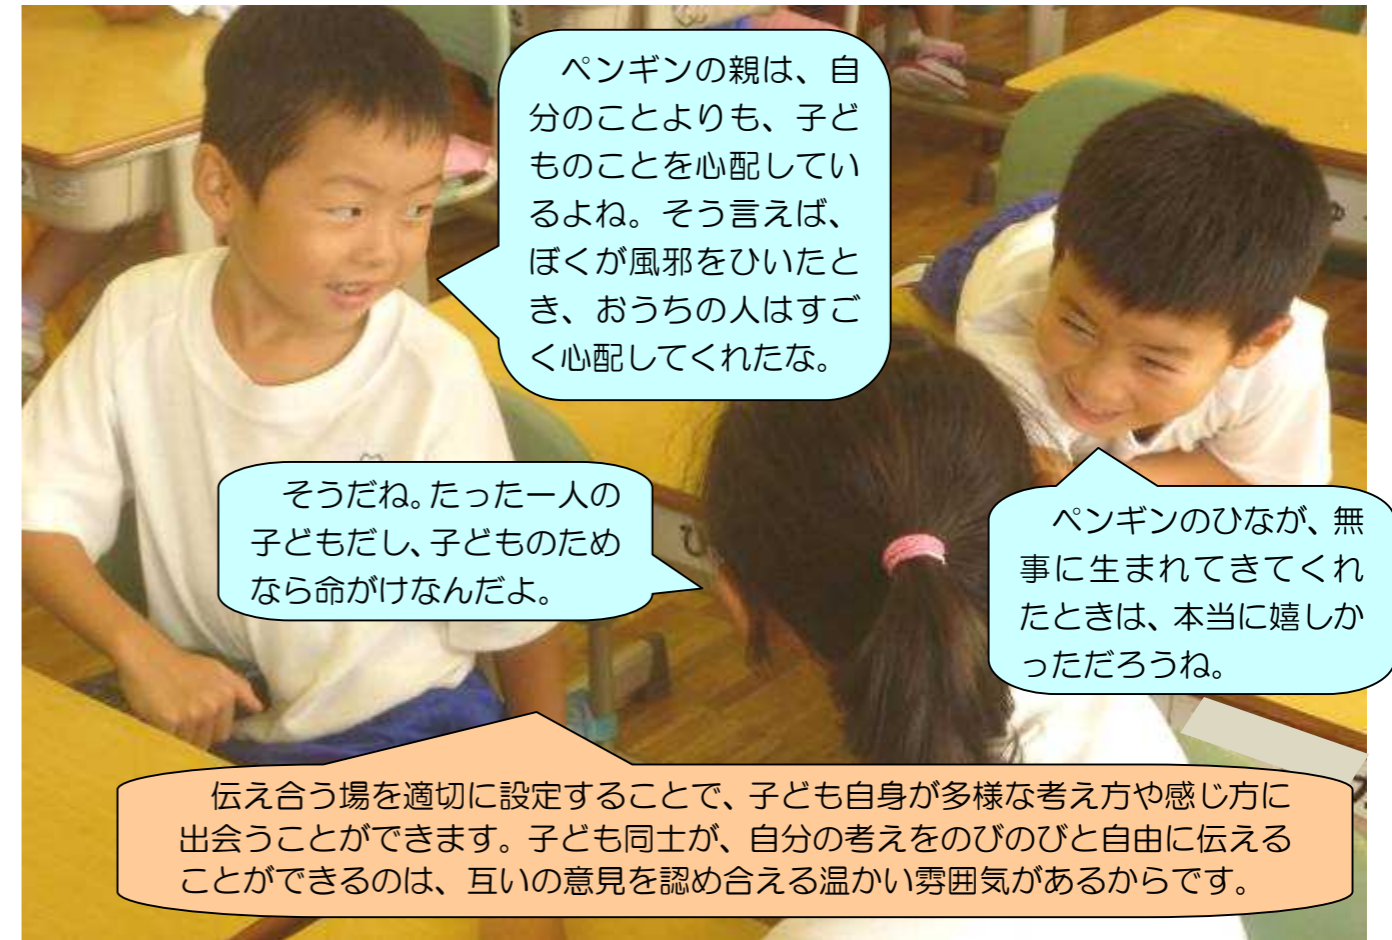 ペンギンの親は、自
分のことよりも、子ど
ものことを心配してい
るよね。そう言えば、
ぼくが風邪をひいたと
き、おうちの人はすご
く心配してくれたな。
そうだね。たった一人の
子どもだし、子どものため
なら命がけなんだよ。
ペンギンのひなが、無
事に生まれてきてくれ
たときは、本当に嬉しか
っただろうね。
伝え合う場を適切に設定することで、子ども自身が多様な考え方や感じ方に
出会うことができます。子ども同士が、自分の考えをのびのびと自由に伝える
ことができるのは、互いの意見を認め合える温かい雰囲気があるからです。